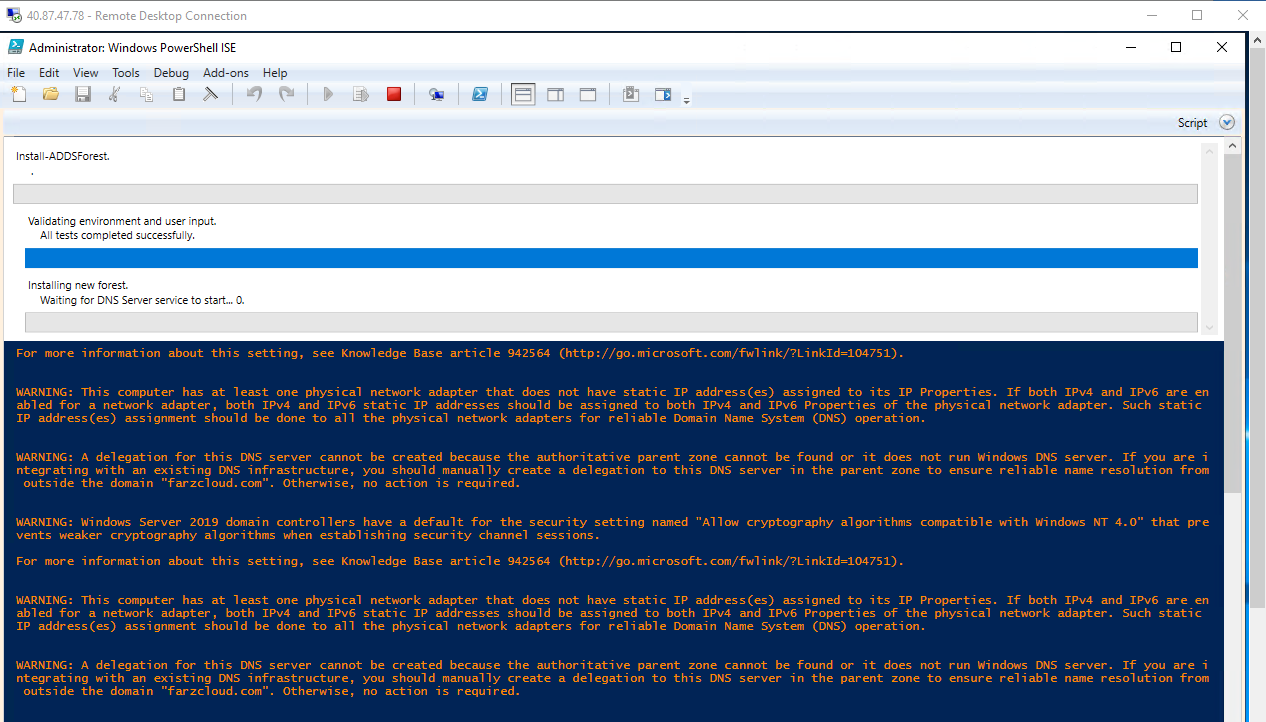 40.87.47.78 - Remote Desktop Connection
Administrator: Windows PowerShell ISE
File Edit View Tools Debug Add-ons Help
Script
Install-ADDSForest.
.
Validating environment and user input.
All tests completed successfully.
Installing new forest.
Waiting for DNS Server service to start... 0.
For more information about this setting, see Knowledge Base article 942564 (http://go.microsoft.com/fwlink/?LinkId=104751).
WARNING: This computer has at least one physical network adapter that does not have static IP address(es) assigned to its IP Properties. If both IPv4 and IPv6 are en
abled for a network adapter, both IPv4 and IPv6 static IP addresses should be assigned to both IPv4 and IPv6 Properties of the physical network adapter. Such static
IP address(es) assignment should be done to all the physical network adapters for reliable Domain Name System (DNS) operation.
WARNING: A delegation for this DNS server cannot be created because the authoritative parent zone cannot be found or it does not run Windows DNS server. If you are i
ntegrating with an existing DNS infrastructure, you should manually create a delegation to this DNS server in the parent zone to ensure reliable name resolution from
outside the domain "farzcloud.com". Otherwise, no action is required.
WARNING: Windows Server 2019 domain controllers have a default for the security setting named "Allow cryptography algorithms compatible with Windows NT 4.0" that pre
vents weaker cryptography algorithms when establishing security channel sessions.
For more information about this setting, see Knowledge Base article 942564 (http://go.microsoft.com/fwlink/?LinkId=104751).
WARNING: This computer has at least one physical network adapter that does not have static IP address(es) assigned to its IP Properties. If both IPv4 and IPv6 are en
abled for a network adapter, both IPv4 and IPv6 static IP addresses should be assigned to both IPv4 and IPv6 Properties of the physical network adapter. Such static
IP address(es) assignment should be done to all the physical network adapters for reliable Domain Name System (DNS) operation.
WARNING: A delegation for this DNS server cannot be created because the authoritative parent zone cannot be found or it does not run Windows DNS server. If you are i
ntegrating with an existing DNS infrastructure, you should manually create a delegation to this DNS server in the parent zone to ensure reliable name resolution from
outside the domain "farzcloud.com". Otherwise, no action is required.